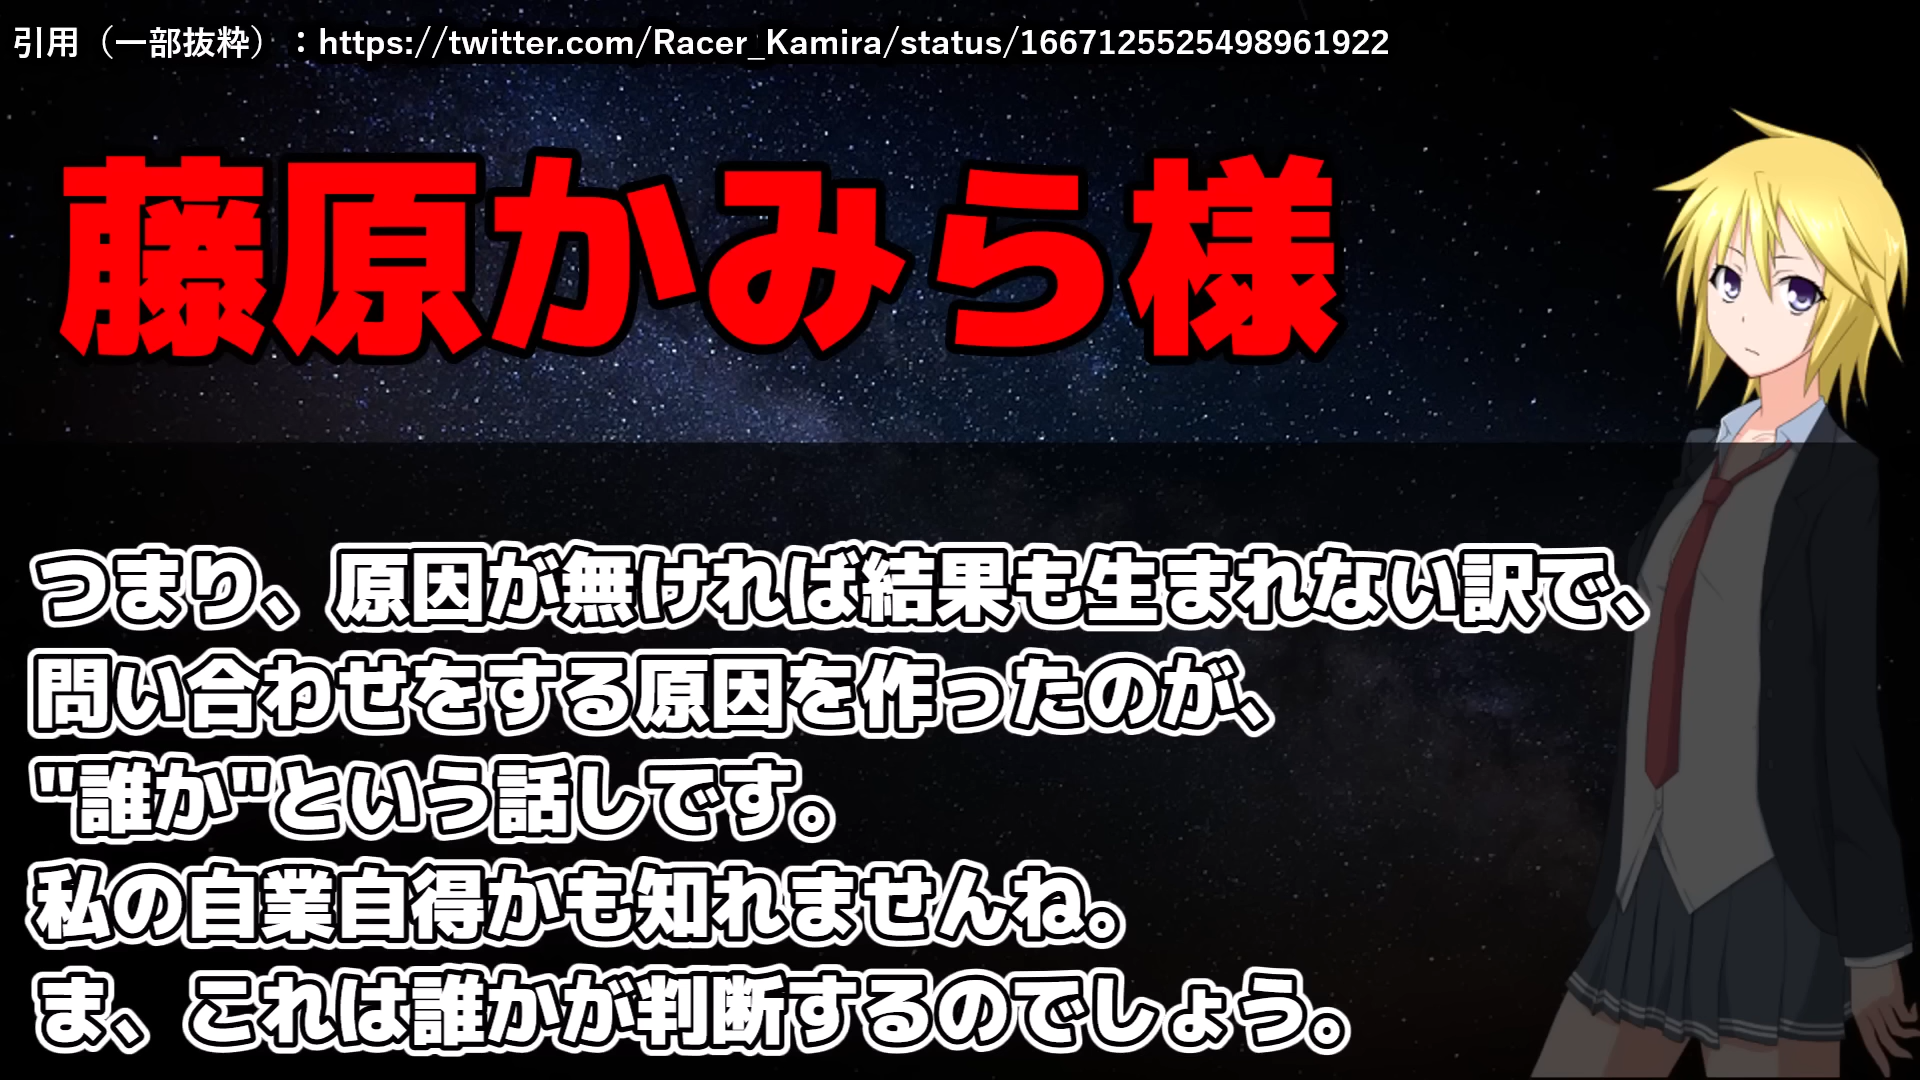 引用（一部抜粋）：https://twitter.com/Racer_Kamira/status/1667125525498961922
藤原かみら様
つまり、原因が無ければ結果も生まれない訳で、
問い合わせをする原因を作ったのが、
"誰か"という話しです。
私の自業自得かも知れませんね。
ま、これは誰かが判断するのでしょう。